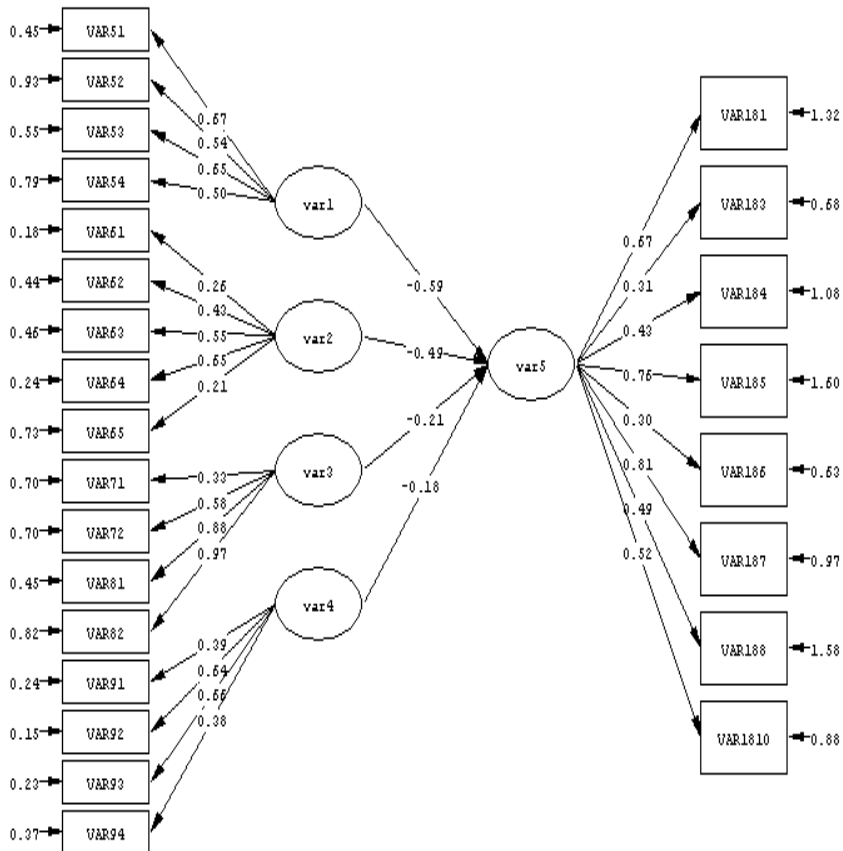 0.45 VAR51
0.93 VAR52
0.55 VAR53
0.79 VAR54
0.18 VAR61
0.44 VAR62
0.46 VAR63
0.24 VAR64
0.73 VAR65
0.70 VAR71
0.70 VAR72
0.45 VAR81
0.82 VAR82
0.24 VAR91
0.15 VAR92
0.23 VAR93
0.37 VAR94
0.67
0.54
0.65
0.50
0.26
0.43
0.55
0.65
0.21
0.33
0.58
0.88
0.97
0.39
0.64
0.66
0.38
var1
var2
var3
var4
-0.59
-0.49
-0.21
-0.18
var5
0.67
0.31
0.43
0.76
0.30
0.81
0.49
0.52
VAR181 1.32
VAR183 0.68
VAR184 1.08
VAR185 1.60
VAR186 0.63
VAR187 0.97
VAR188 1.58
VAR1810 0.88